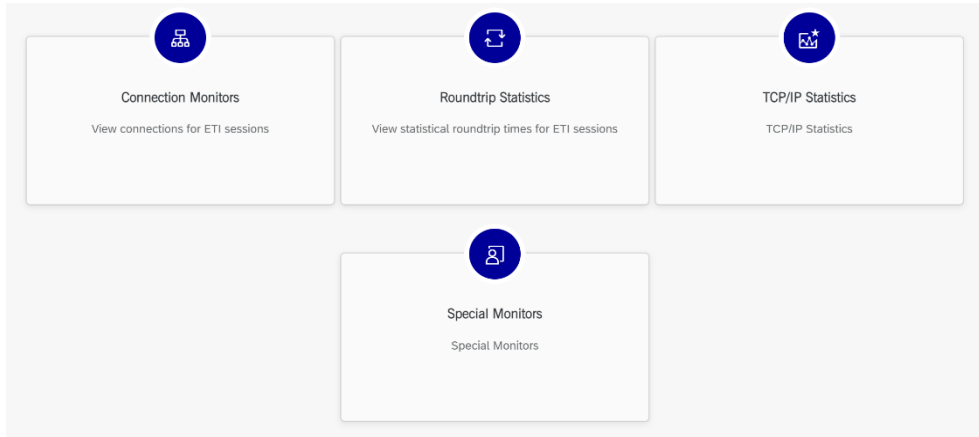 Connection Monitors
View connections for ETI sessions
Roundtrip Statistics
View statistical roundtrip times for ETI sessions
TCP/IP Statistics
TCP/IP Statistics
Special Monitors
Special Monitors